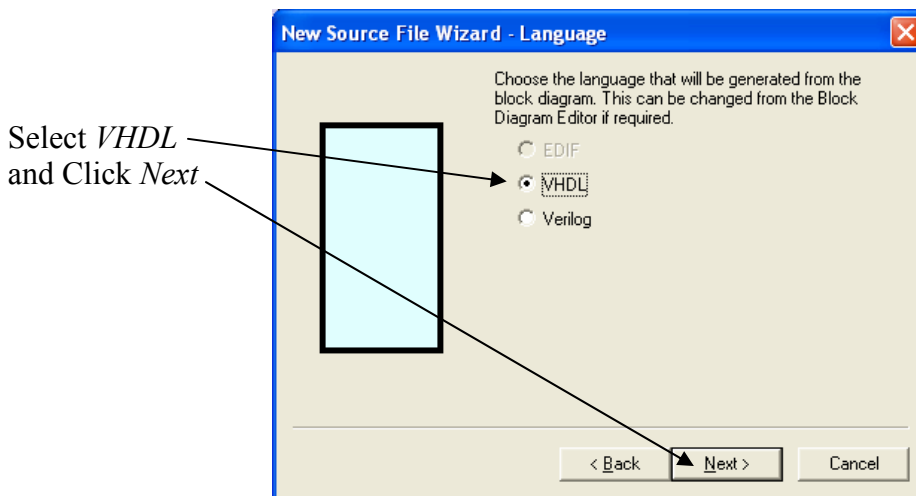 New Source File Wizard - Language
Choose the language that will be generated from the
block diagram. This can be changed from the Block
Diagram Editor if required.
Select VHDL
and Click Next
EDIF
VHDL
Verilog
< Back
Next >
Cancel